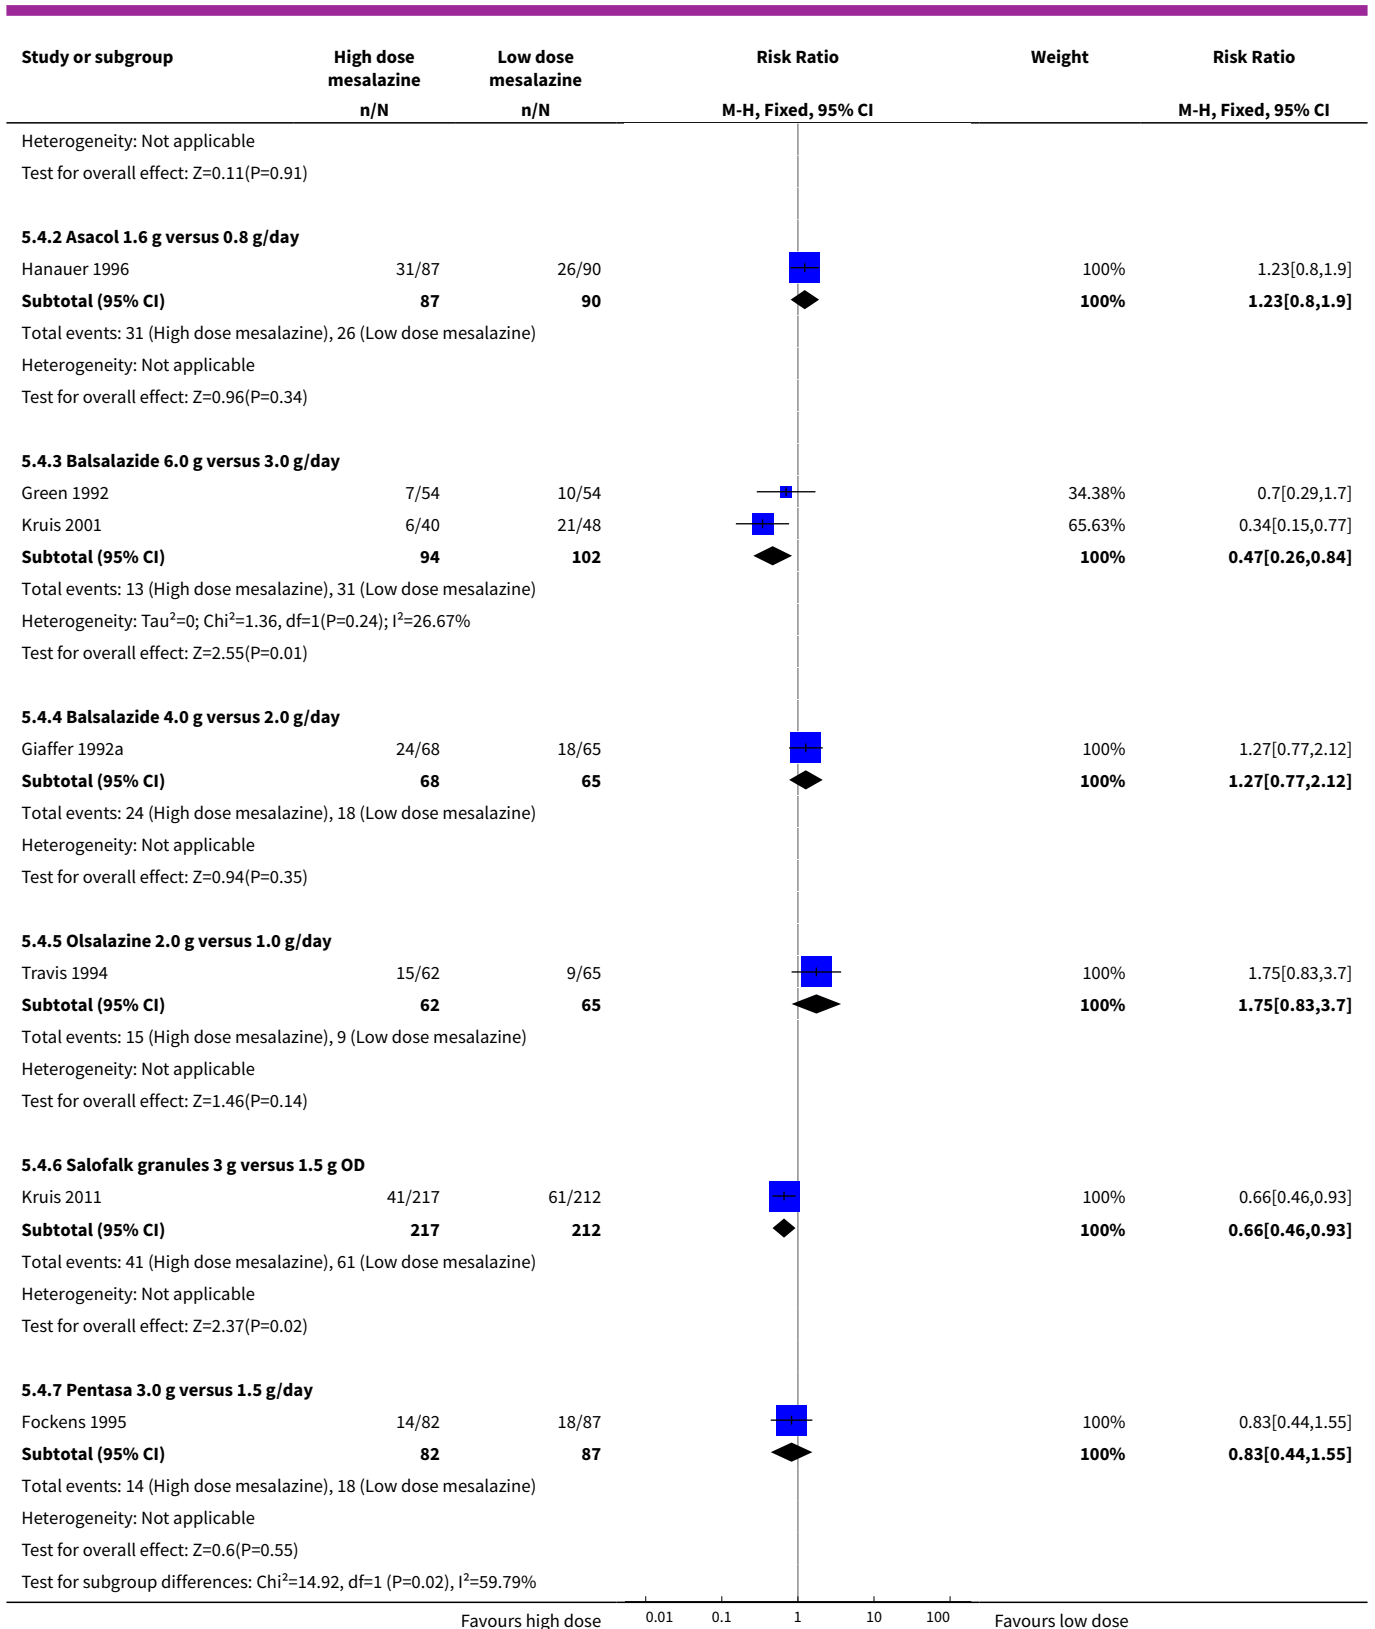 Study or subgroup High dose mesalazine Low dose mesalazine Risk Ratio Weight Risk Ratio
n/N n/N M-H, Fixed, 95% CI M-H, Fixed, 95% CI
Heterogeneity: Not applicable
Test for overall effect: Z=0.11(P=0.91)
5.4.2 Asacol 1.6 g versus 0.8 g/day
Hanauer 1996 31/87 26/90 100% 1.23[0.8,1.9]
Subtotal (95% CI) 87 90 100% 1.23[0.8,1.9]
Total events: 31 (High dose mesalazine), 26 (Low dose mesalazine)
Heterogeneity: Not applicable
Test for overall effect: Z=0.96(P=0.34)
5.4.3 Balsalazide 6.0 g versus 3.0 g/day
Green 1992 7/54 10/54 34.38% 0.7[0.29,1.7]
Kruis 2001 6/40 21/48 65.63% 0.34[0.15,0.77]
Subtotal (95% CI) 94 102 100% 0.47[0.26,0.84]
Total events: 13 (High dose mesalazine), 31 (Low dose mesalazine)
Heterogeneity: Tau²=0; Chi²=1.36, df=1(P=0.24); I²=26.67%
Test for overall effect: Z=2.55(P=0.01)
5.4.4 Balsalazide 4.0 g versus 2.0 g/day
Giaffer 1992a 24/68 18/65 100% 1.27[0.77,2.12]
Subtotal (95% CI) 68 65 100% 1.27[0.77,2.12]
Total events: 24 (High dose mesalazine), 18 (Low dose mesalazine)
Heterogeneity: Not applicable
Test for overall effect: Z=0.94(P=0.35)
5.4.5 Olsalazine 2.0 g versus 1.0 g/day
Travis 1994 15/62 9/65 100% 1.75[0.83,3.7]
Subtotal (95% CI) 62 65 100% 1.75[0.83,3.7]
Total events: 15 (High dose mesalazine), 9 (Low dose mesalazine)
Heterogeneity: Not applicable
Test for overall effect: Z=1.46(P=0.14)
5.4.6 Salofalk granules 3 g versus 1.5 g OD
Kruis 2011 41/217 61/212 100% 0.66[0.46,0.93]
Subtotal (95% CI) 217 212 100% 0.66[0.46,0.93]
Total events: 41 (High dose mesalazine), 61 (Low dose mesalazine)
Heterogeneity: Not applicable
Test for overall effect: Z=2.37(P=0.02)
5.4.7 Pentasa 3.0 g versus 1.5 g/day
Fockens 1995 14/82 18/87 100% 0.83[0.44,1.55]
Subtotal (95% CI) 82 87 100% 0.83[0.44,1.55]
Total events: 14 (High dose mesalazine), 18 (Low dose mesalazine)
Heterogeneity: Not applicable
Test for overall effect: Z=0.6(P=0.55)
Test for subgroup differences: Chi²=14.92, df=1 (P=0.02), I²=59.79%
Favours high dose 0.01 0.1 1 10 100 Favours low dose